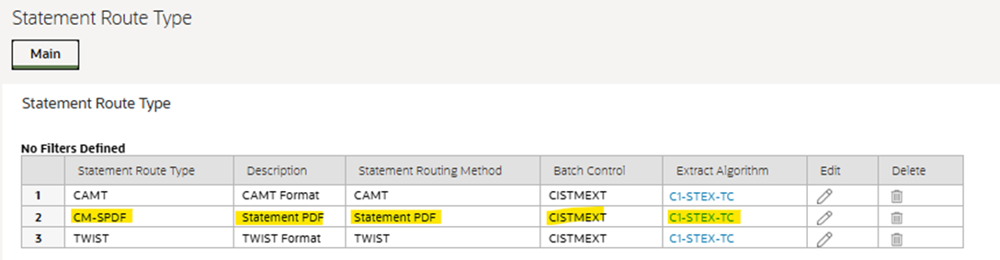 Statement Route Type
Main
Statement Route Type
No Filters Defined
Statement Route Type Description Statement Routing Method Batch Control Extract Algorithm Edit Delete
1 CAMT CAMT Format CAMT CISTMEXT C1-STEX-TC
2 CM-SPDF Statement PDF Statement PDF CISTMEXT C1-STEX-TC
3 TWIST TWIST Format TWIST CISTMEXT C1-STEX-TC